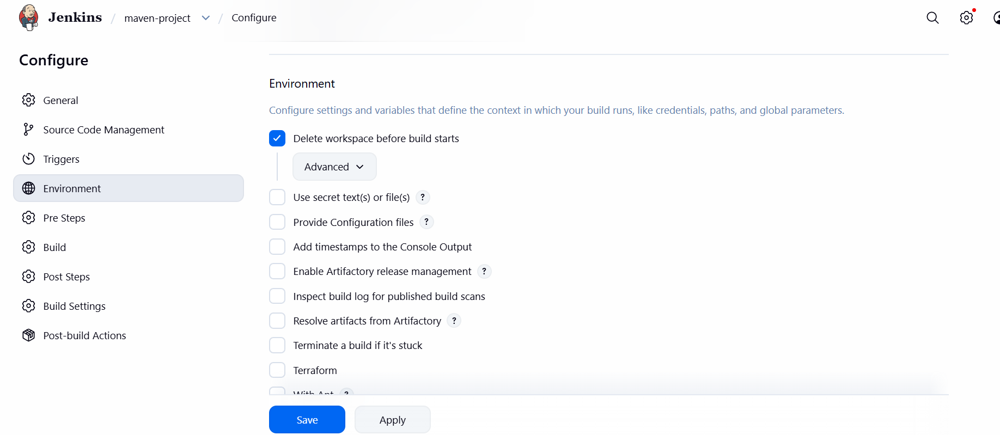 Jenkins / maven-project / Configure
Configure
General
Source Code Management
Triggers
Environment
Pre Steps
Build
Post Steps
Build Settings
Post-build Actions
Environment
Configure settings and variables that define the context in which your build runs, like credentials, paths, and global parameters.
Delete workspace before build starts
Advanced
Use secret text(s) or file(s) ?
Provide Configuration files ?
Add timestamps to the Console Output
Enable Artifactory release management ?
Inspect build log for published build scans
Resolve artifacts from Artifactory ?
Terminate a build if it's stuck
Terraform
With Ant ?
Save
Apply